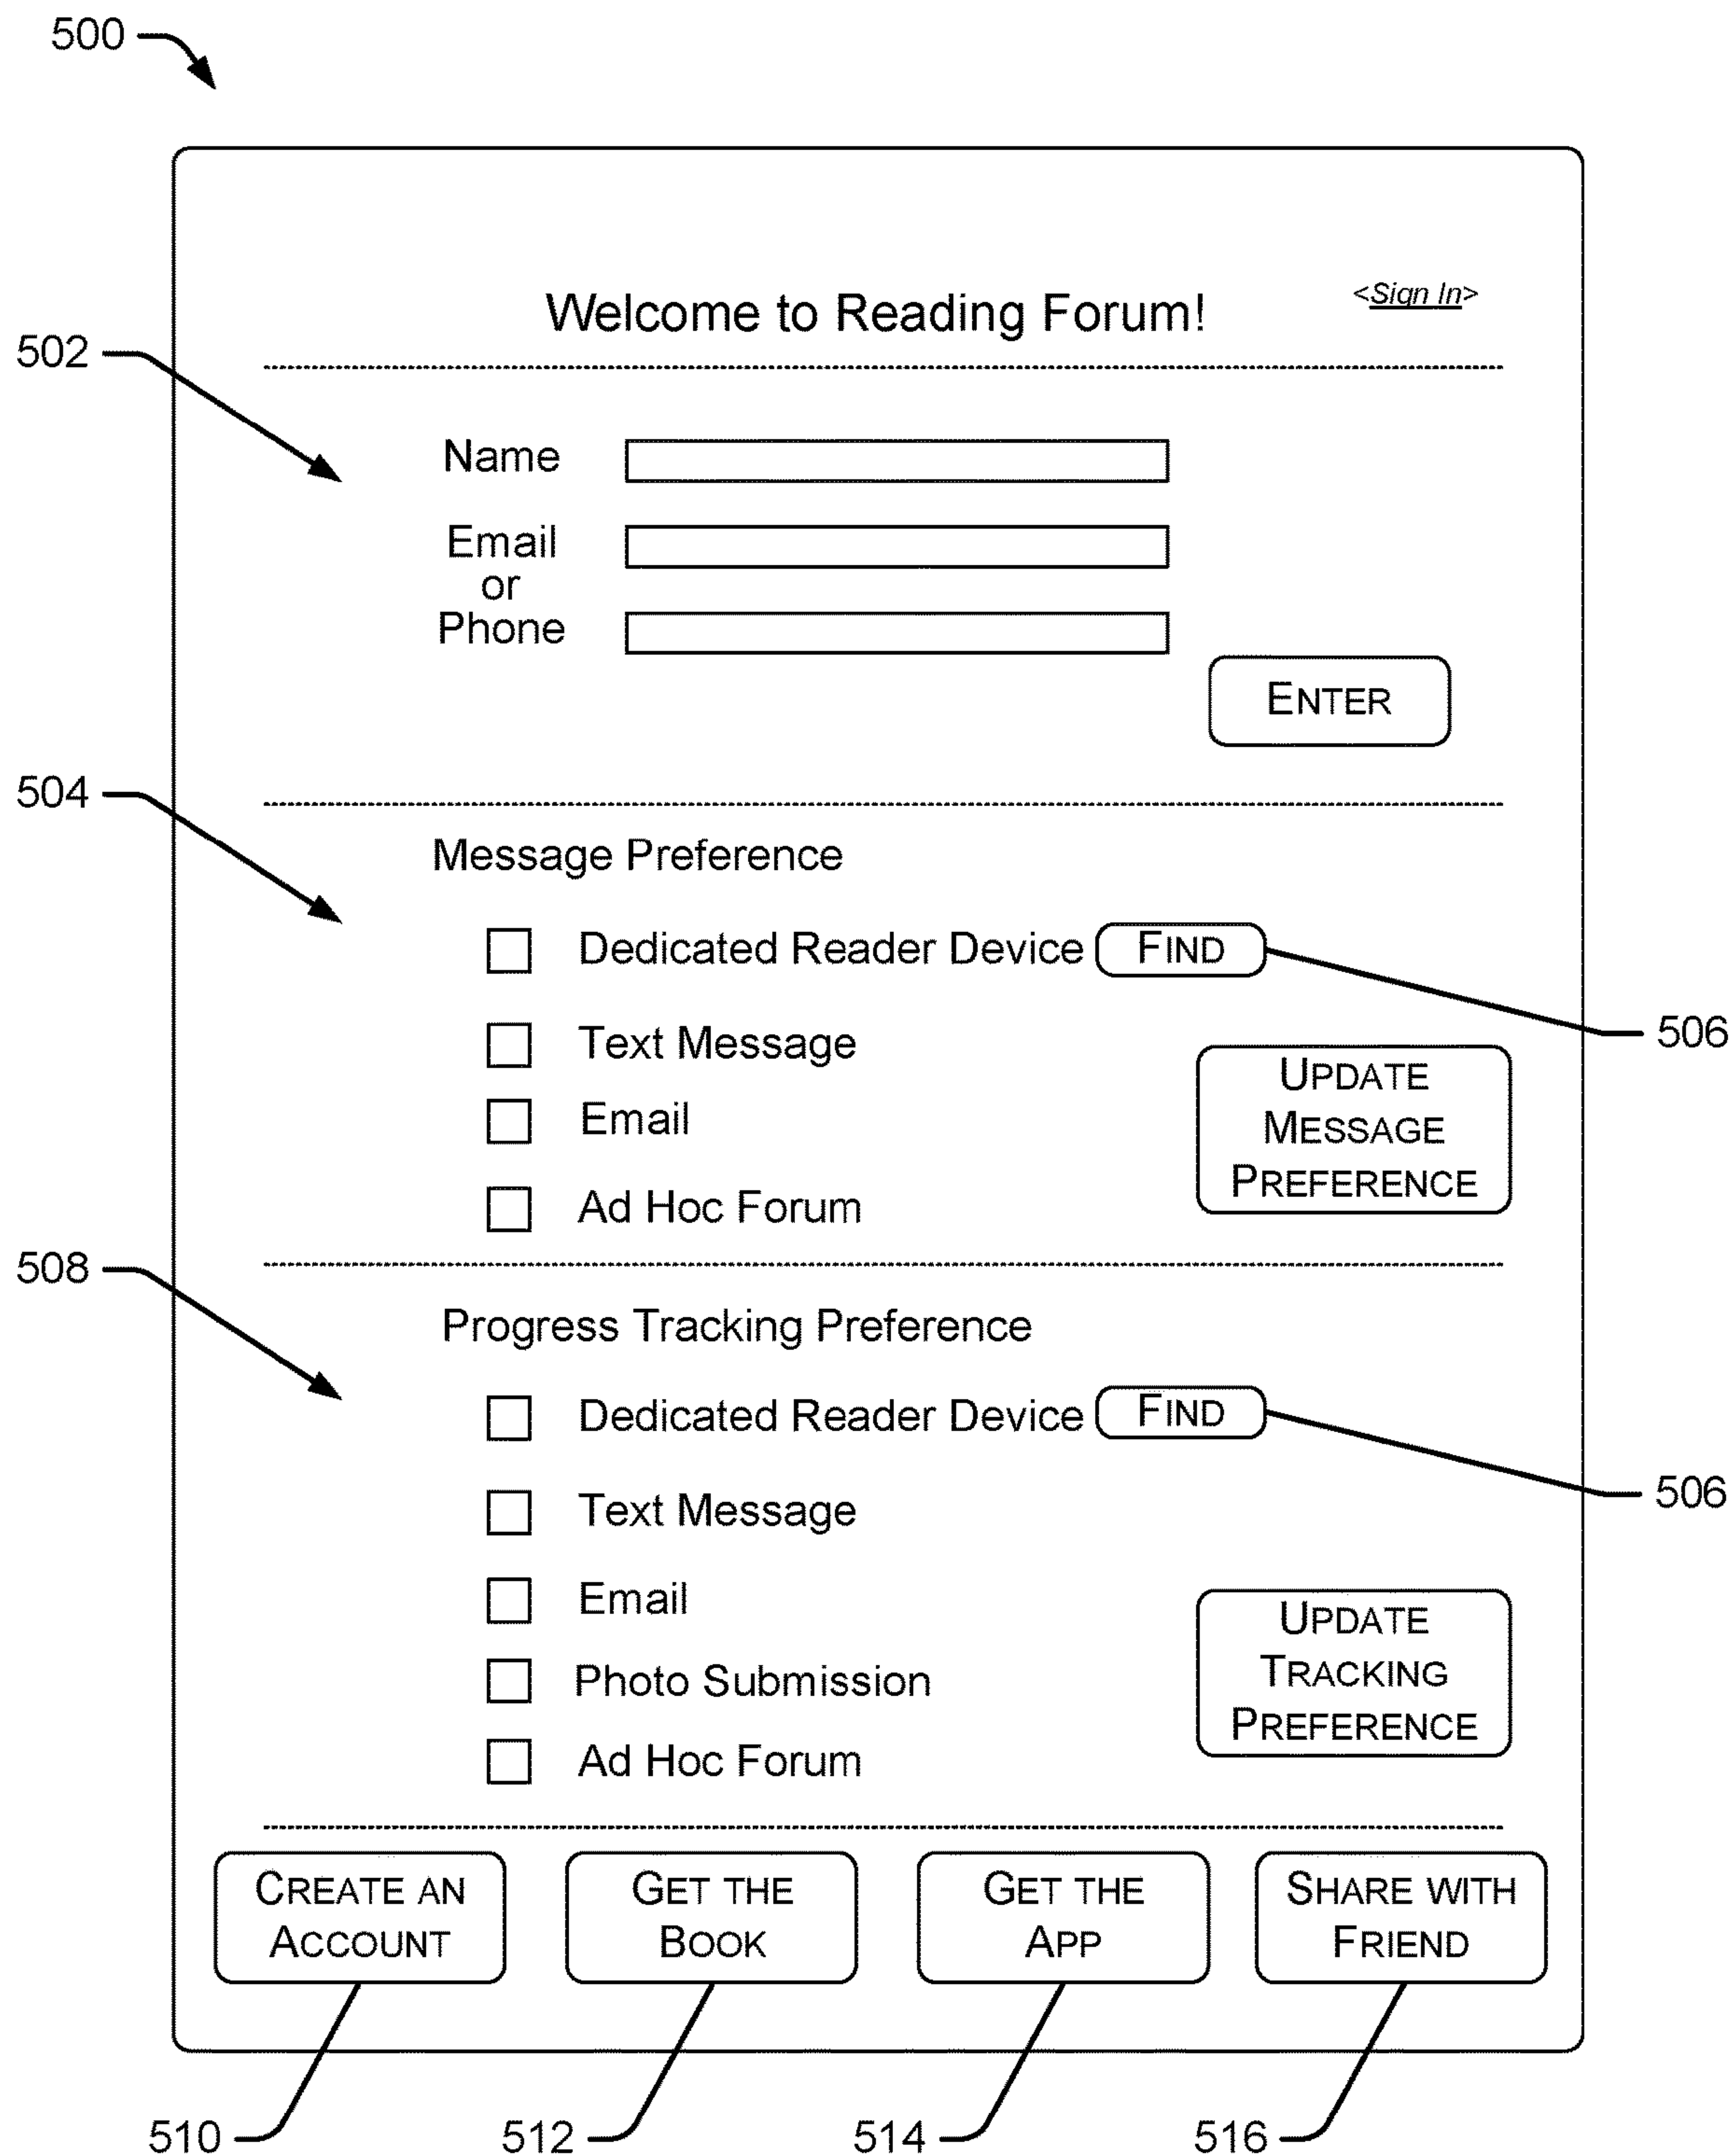 500
Welcome to Reading Forum!
<Sign In>
502
Name
Email
or
Phone
ENTER
504
Message Preference
Dedicated Reader Device
FIND
506
Text Message
Email
Ad Hoc Forum
UPDATE
MESSAGE
PREFERENCE
508
Progress Tracking Preference
Dedicated Reader Device
FIND
506
Text Message
Email
Photo Submission
Ad Hoc Forum
UPDATE
TRACKING
PREFERENCE
CREATE AN
ACCOUNT
GET THE
BOOK
GET THE
APP
SHARE WITH
FRIEND
510
512
514
516